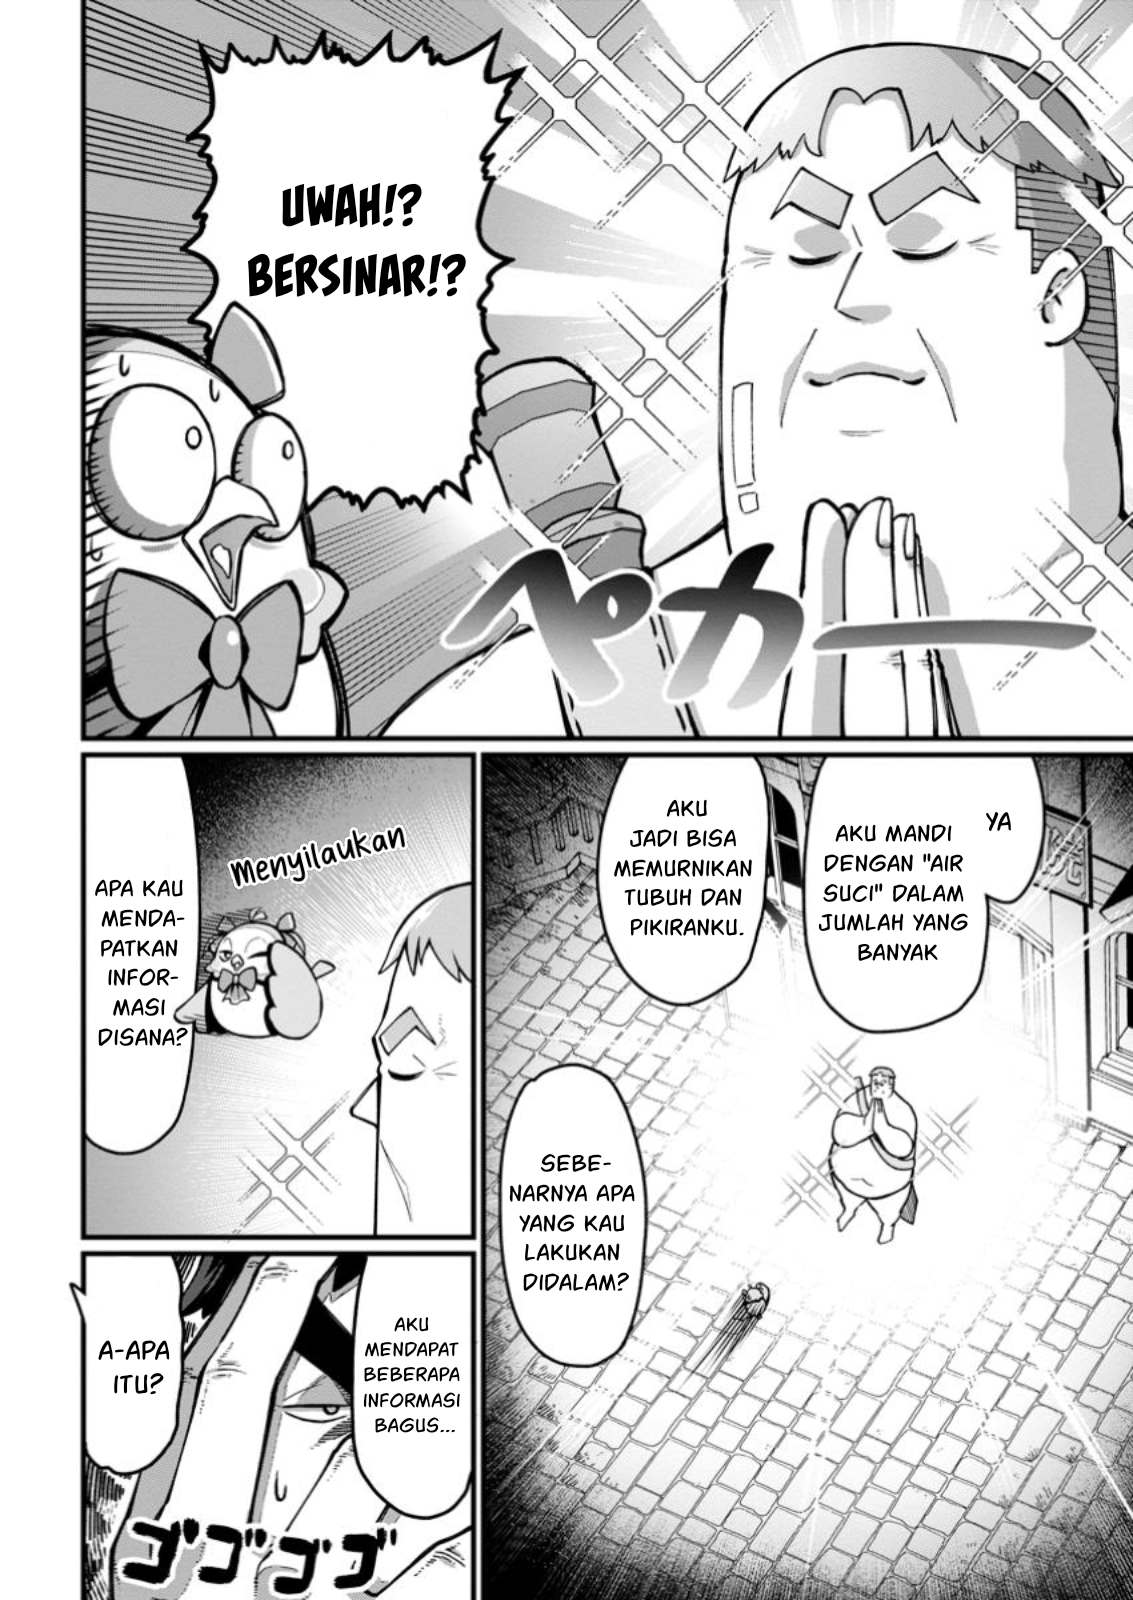 UWAH!?
BERSINAR!?
ペカー
YA
AKU MANDI
DENGAN "AIR
SUCI" DALAM
JUMLAH YANG
BANYAK
AKU
JADI BISA
MEMURNIKAN
TUBUH DAN
PIKIRANKU.
SEBE-
NARNYA APA
YANG KAU
LAKUKAN
DIDALAM?
menyilaukan
APA KAU
MENDA-
PATKAN
INFOR-
MASI
DISANA?
AKU
MENDAPAT
BEBERAPA
INFORMASI
BAGUS...
A-APA
ITU?
ゴゴゴゴ